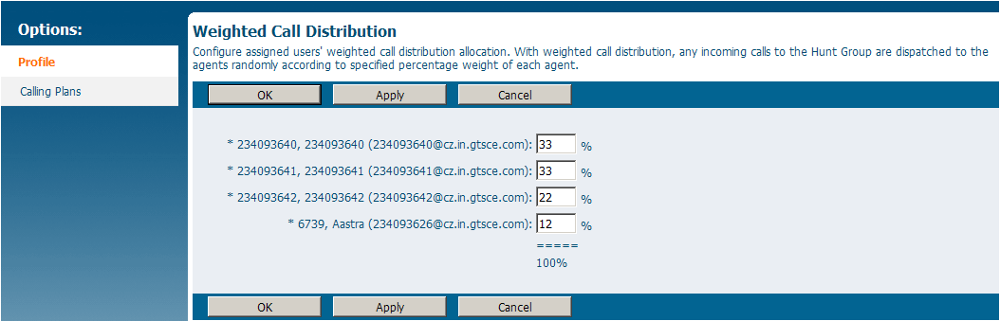 Options:
Profile
Calling Plans
Weighted Call Distribution
Configure assigned users' weighted call distribution allocation. With weighted call distribution, any incoming calls to the Hunt Group are dispatched to the
agents randomly according to specified percentage weight of each agent.
OK Apply Cancel
* 234093640, 234093640 (234093640@cz.in.gtsce.com): 33 %
* 234093641, 234093641 (234093641@cz.in.gtsce.com): 33 %
* 234093642, 234093642 (234093642@cz.in.gtsce.com): 22 %
* 6739, Aastra (234093626@cz.in.gtsce.com): 12 %
=====
100%
OK Apply Cancel